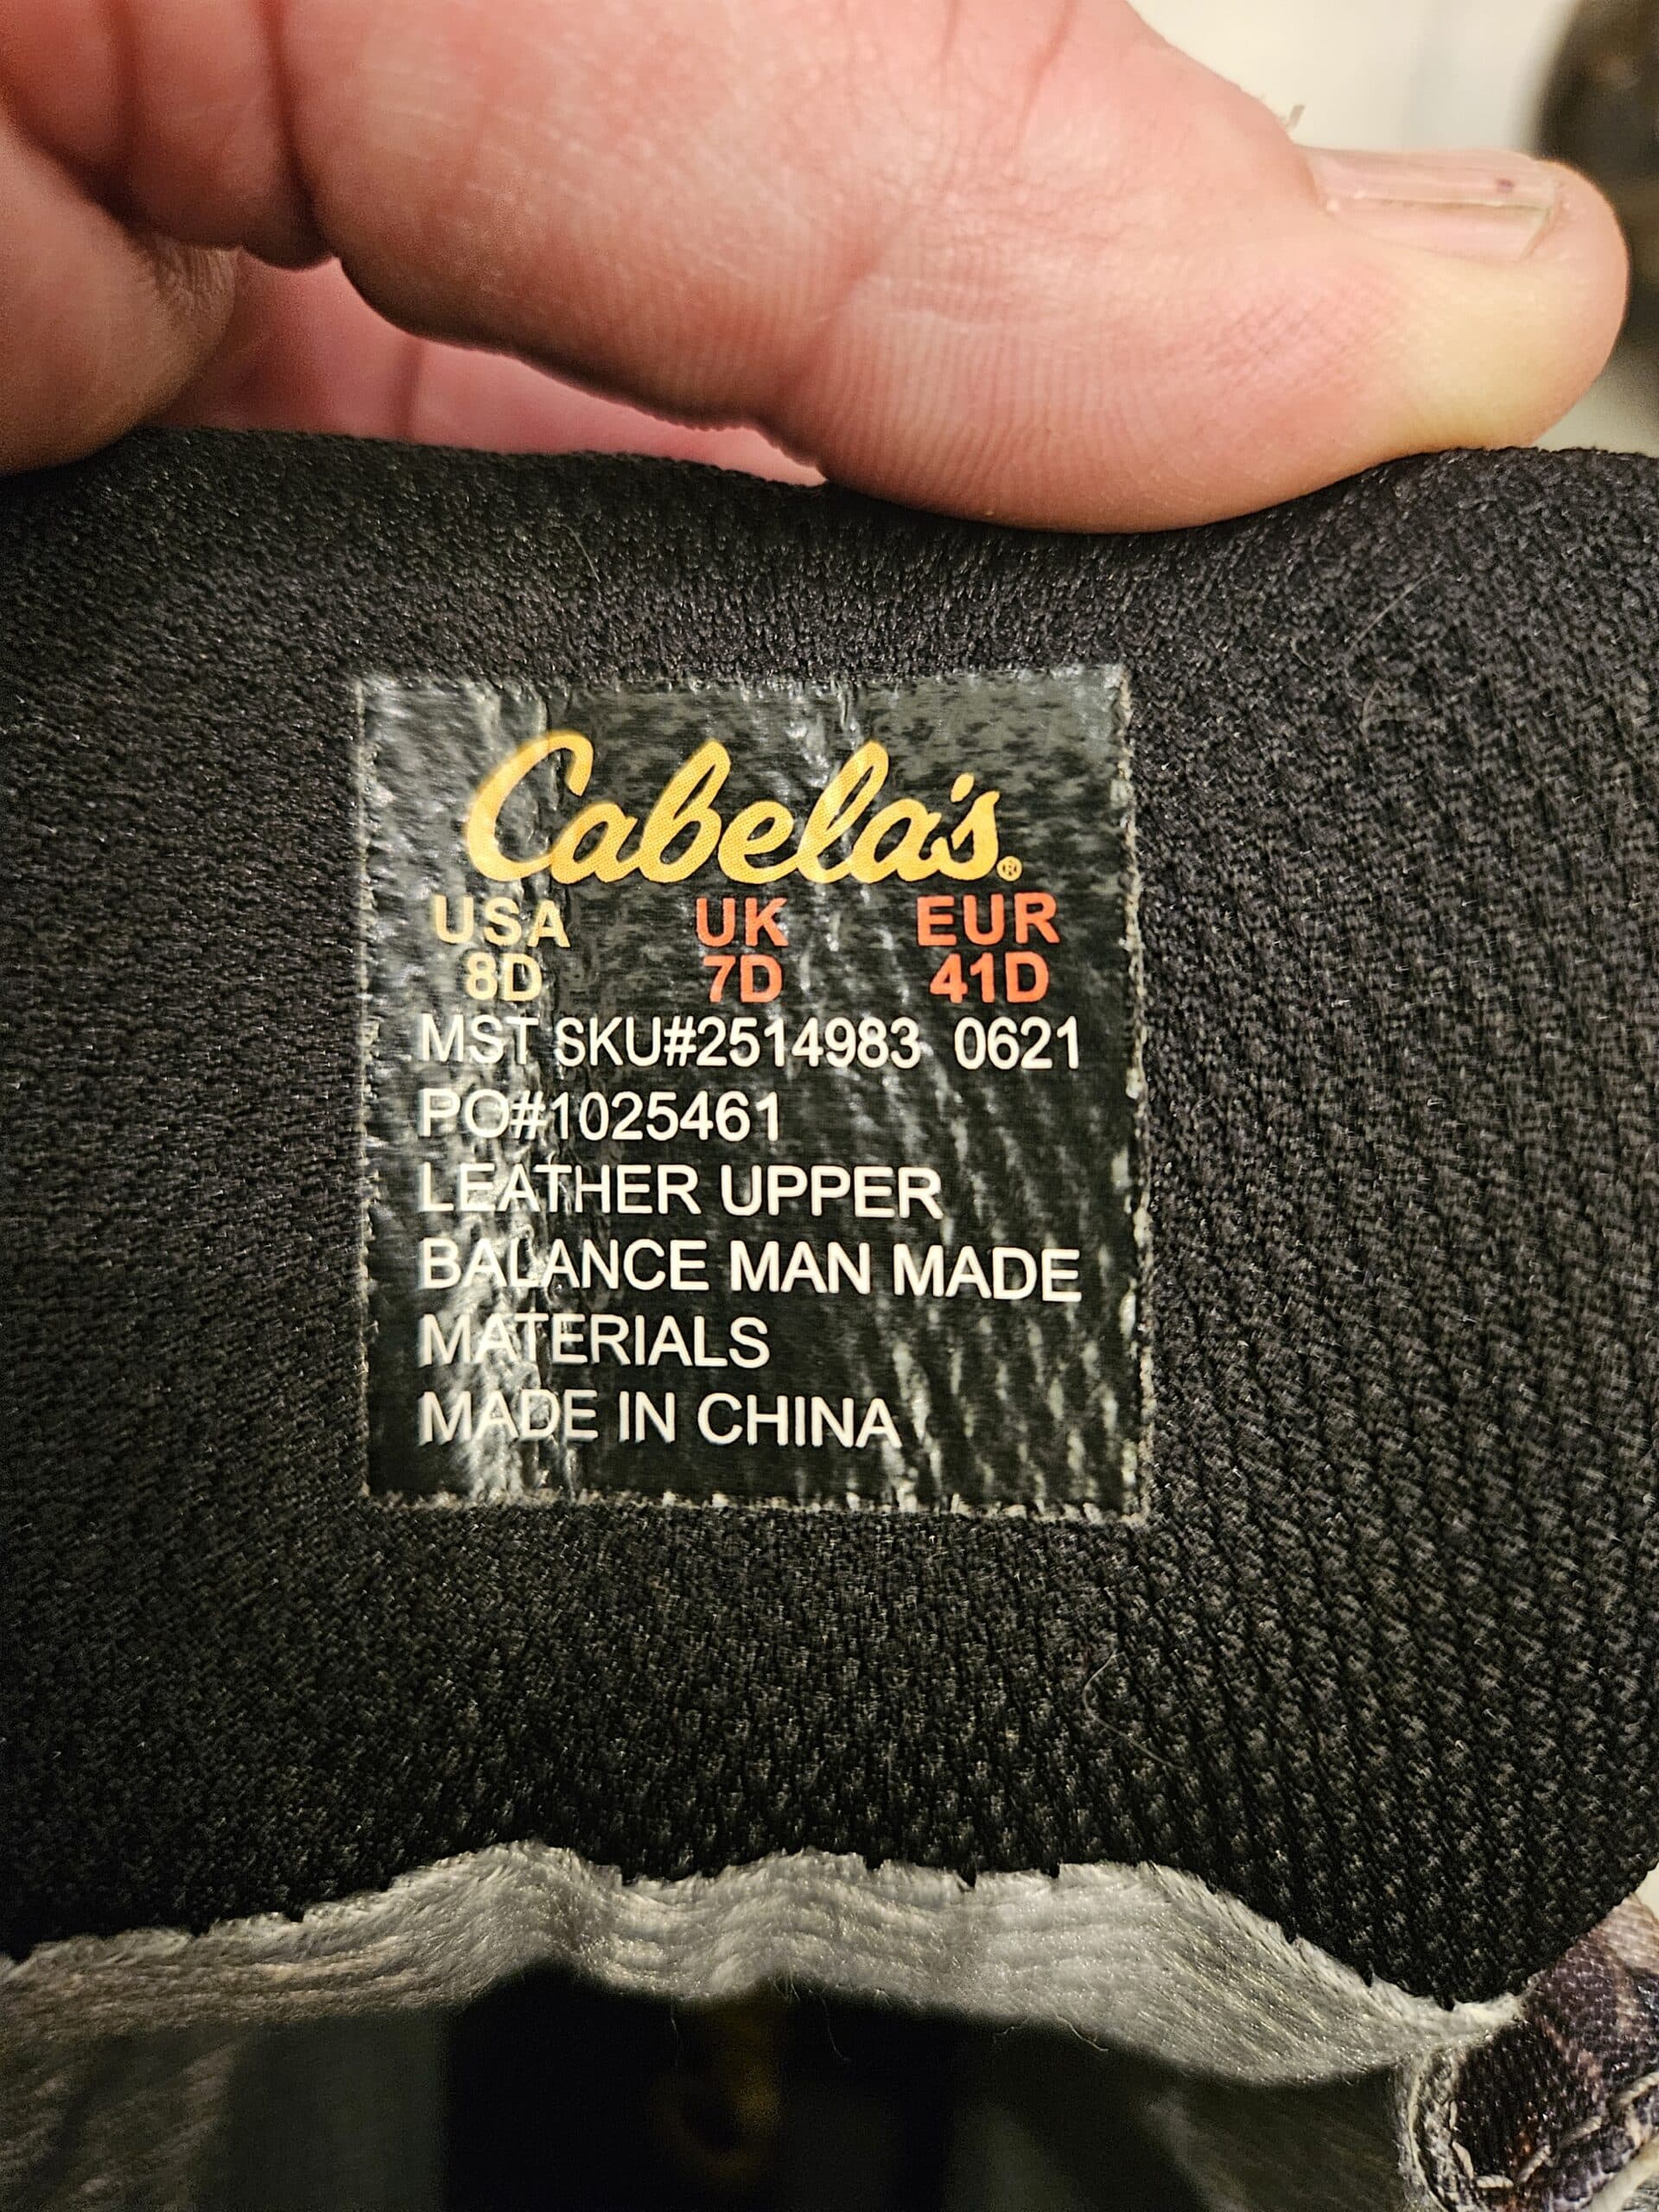 Cabela's®
USA UK EUR
8D 7D 41D
MST SKU#2514983 0621
PO#1025461
LEATHER UPPER
BALANCE MAN MADE
MATERIALS
MADE IN CHINA